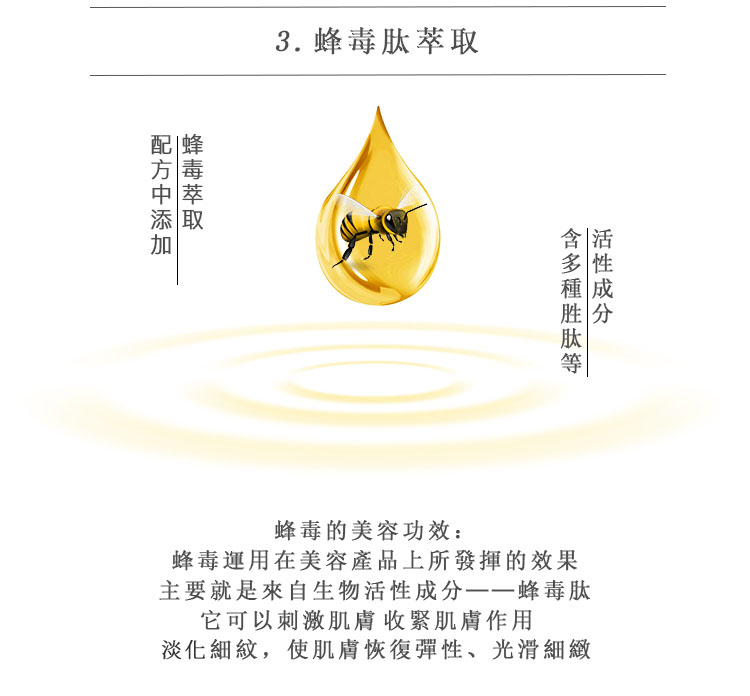 3. 蜂毒肽萃取
蜂毒萃取
配方中添加
活性成分
含多種胜肽等
蜂毒的美容功效：
蜂毒運用在美容產品上所發揮的效果
主要就是來自生物活性成分——蜂毒肽
它可以刺激肌膚 收緊肌膚作用
淡化細紋，使肌膚恢復彈性、光滑細緻